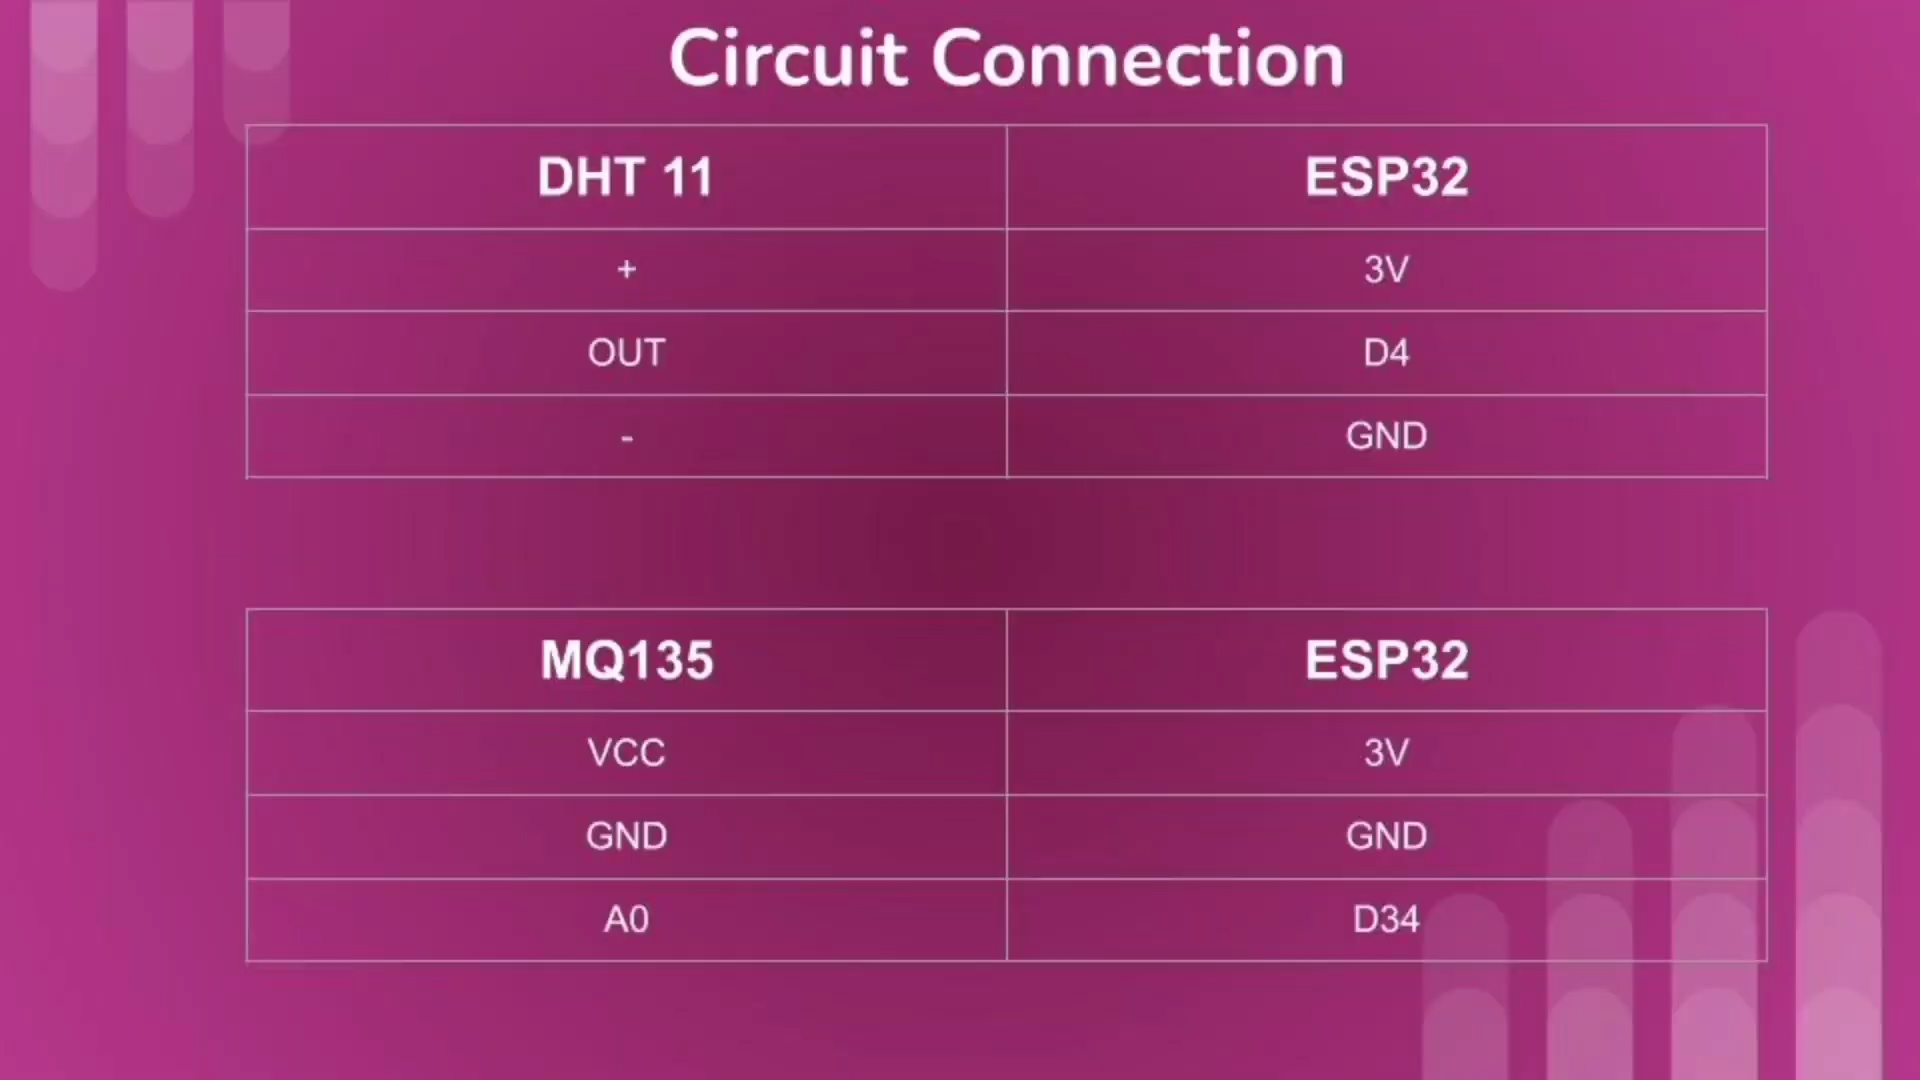 Circuit Connection
DHT 11 ESP32
+ 3V
OUT D4
- GND
MQ135 ESP32
VCC 3V
GND GND
A0 D34